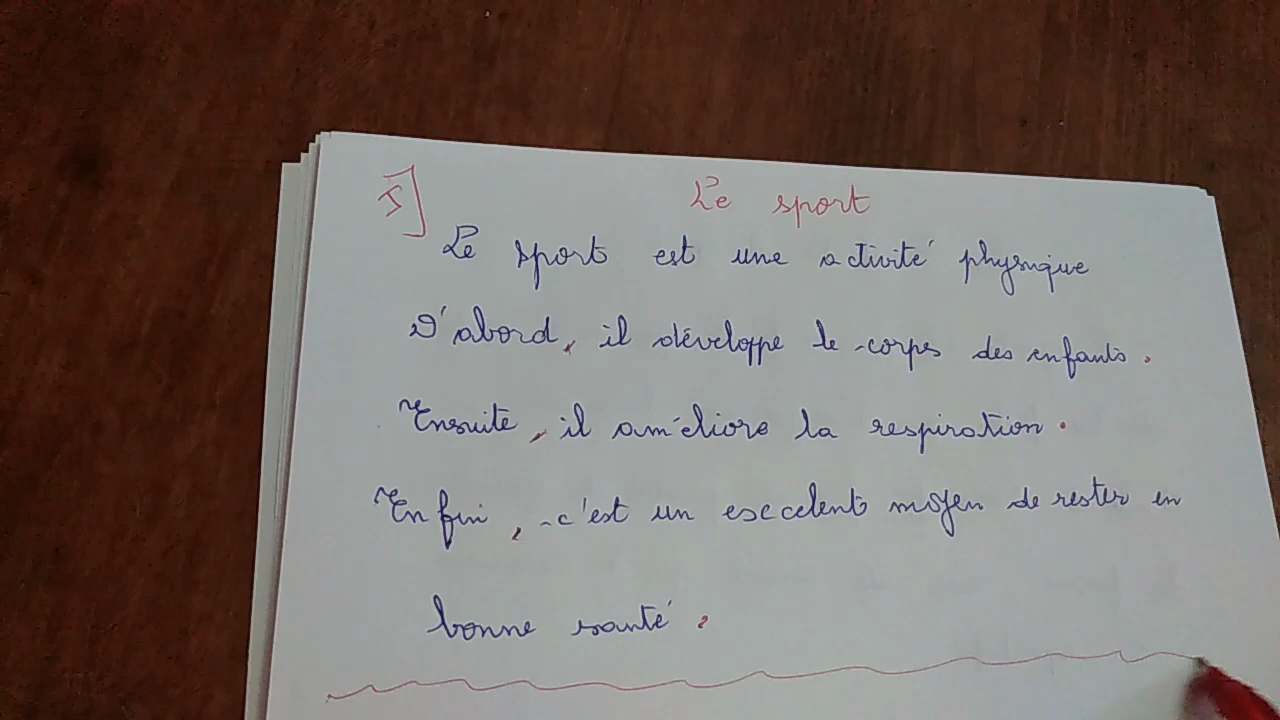 5]
Le sport
Le sport est une activité physique
D'abord, il développe le corps des enfants.
Ensuite, il améliore la respiration.
Enfin, c'est un excelent moyen de rester en
bonne santé.